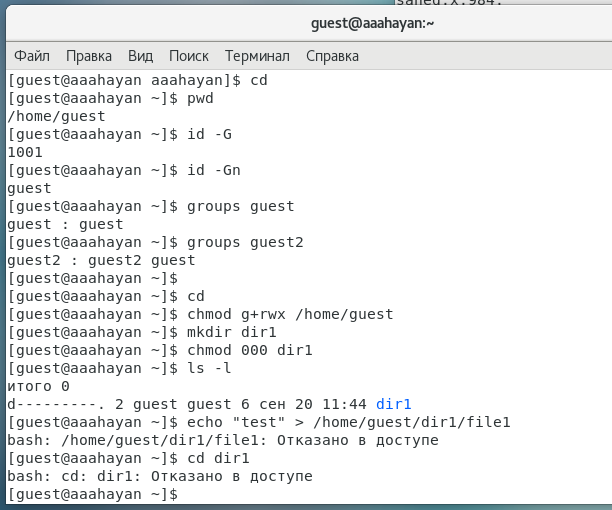 saned:x:984:
guest@aaahayan:~
Файл Правка Вид Поиск Терминал Справка
[guest@aaahayan aaahayan]$ cd
[guest@aaahayan ~]$ pwd
/home/guest
[guest@aaahayan ~]$ id -G
1001
[guest@aaahayan ~]$ id -Gn
guest
[guest@aaahayan ~]$ groups guest
guest : guest
[guest@aaahayan ~]$ groups guest2
guest2 : guest2 guest
[guest@aaahayan ~]$
[guest@aaahayan ~]$ cd
[guest@aaahayan ~]$ chmod g+rwx /home/guest
[guest@aaahayan ~]$ mkdir dir1
[guest@aaahayan ~]$ chmod 000 dir1
[guest@aaahayan ~]$ ls -l
итого 0
d---------. 2 guest guest 6 сен 20 11:44 dir1
[guest@aaahayan ~]$ echo "test" > /home/guest/dir1/file1
bash: /home/guest/dir1/file1: Отказано в доступе
[guest@aaahayan ~]$ cd dir1
bash: cd: dir1: Отказано в доступе
[guest@aaahayan ~]$